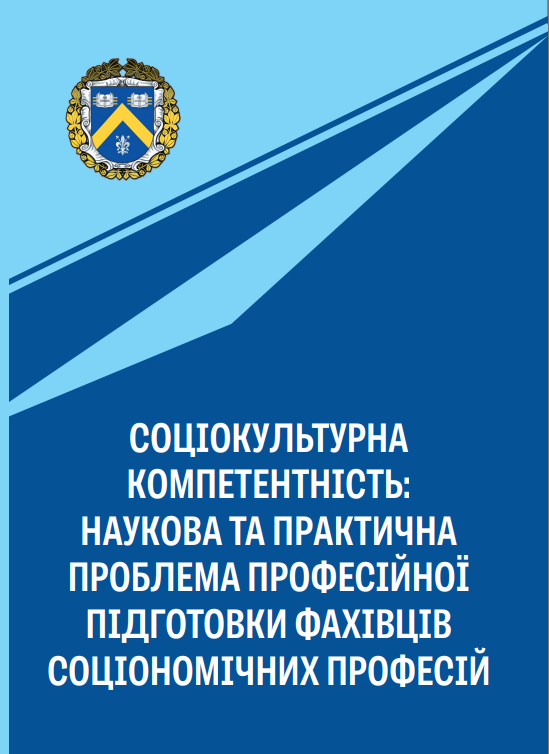 СОЦІОКУЛЬТУРНА
КОМПЕТЕНТНІСТЬ:
НАУКОВА ТА ПРАКТИЧНА
ПРОБЛЕМА ПРОФЕСІЙНОЇ
ПІДГОТОВКИ ФАХІВЦІВ
СОЦІОНОМІЧНИХ ПРОФЕСІЙ